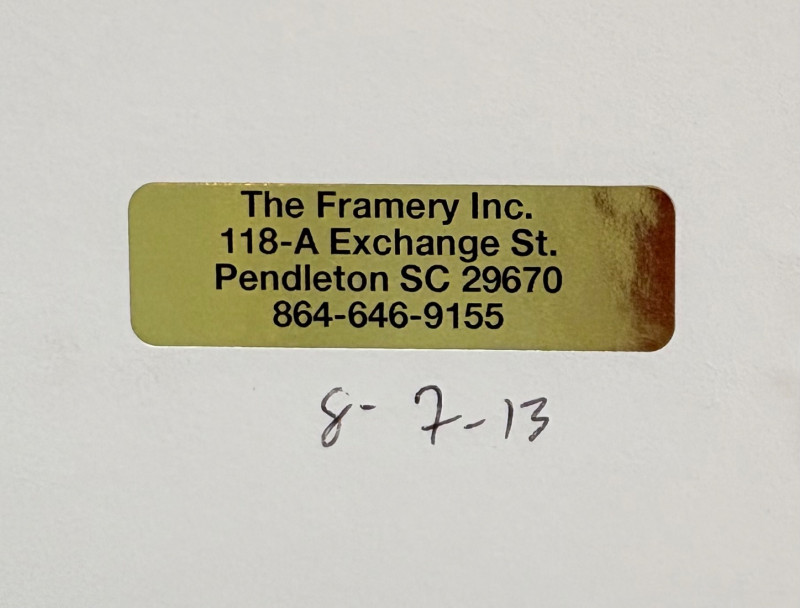 The Framery Inc.
118-A Exchange St.
Pendleton SC 29670
864-646-9155
8-7-13